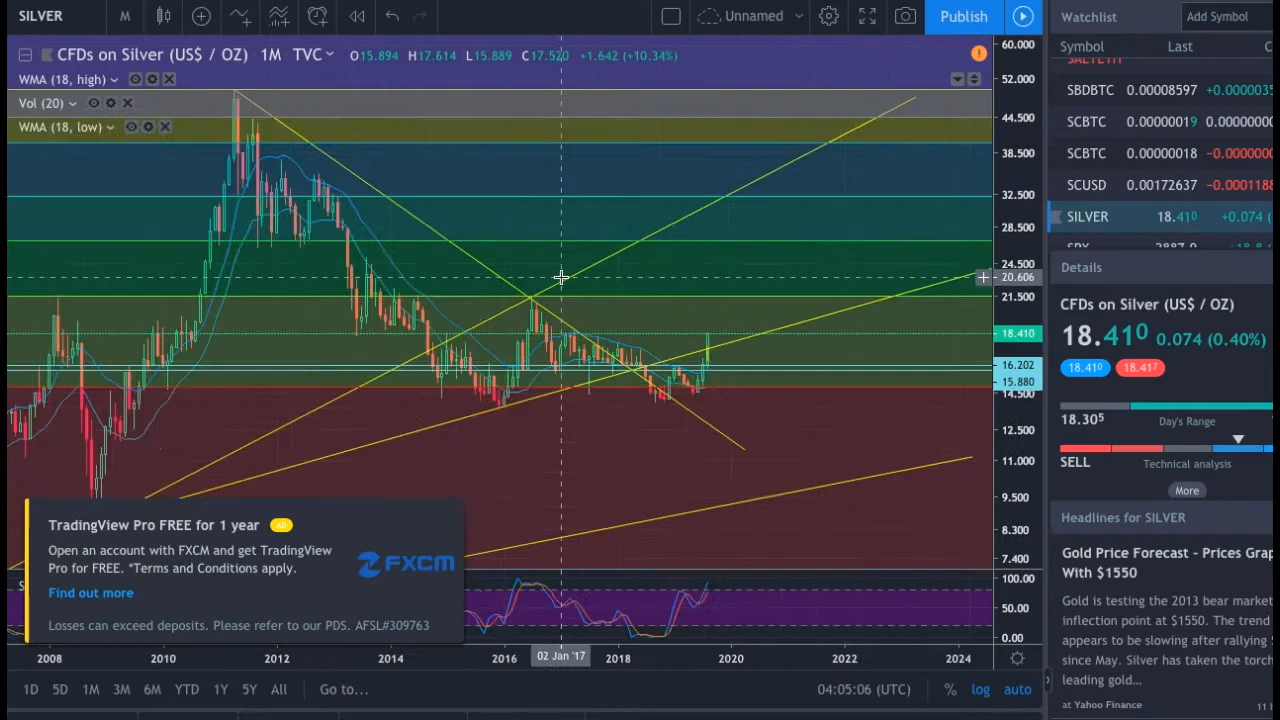 SILVER
M
Unnamed
Publish
Watchlist
Add Symbol
CFDs on Silver (US$ / OZ) 1M TVC O15.894 H17.614 L15.889 C17.520 +1.642 (+10.34%)
WMA (18, high)
Vol (20)
WMA (18, low)
60.000
52.000
44.500
38.500
32.500
28.500
24.500
20.606
21.500
18.410
16.202
15.880
14.500
12.500
11.000
9.500
8.300
7.400
100.00
50.00
0.00
Symbol Last C
SBDBTC 0.00008597 +0.0000035
SCBTC 0.00000019 0.0000000
SCBTC 0.00000018 −0.0000000
SCUSD 0.00172637 −0.0001188
SILVER 18.410 +0.074 (
Details
CFDs on Silver (US$ / OZ)
18.410 0.074 (0.40%)
18.410 18.417
18.305
Day's Range
SELL
Technical analysis
More
Headlines for SILVER
Gold Price Forecast - Prices Grap
With $1550
Gold is testing the 2013 bear market
inflection point at $1550. The trend
appears to be slowing after rallying $
since May. Silver has taken the torch
leading gold...
at Yahoo Finance 11 h
TradingView Pro FREE for 1 year AD
Open an account with FXCM and get TradingView
Pro for FREE. *Terms and Conditions apply.
FXCM
Find out more
Losses can exceed deposits. Please refer to our PDS. AFSL#309763
2008 2010 2012 2014 2016 02 Jan '17 2018 2020 2022 2024
1D 5D 1M 3M 6M YTD 1Y 5Y All Go to... 04:05:06 (UTC) % log auto